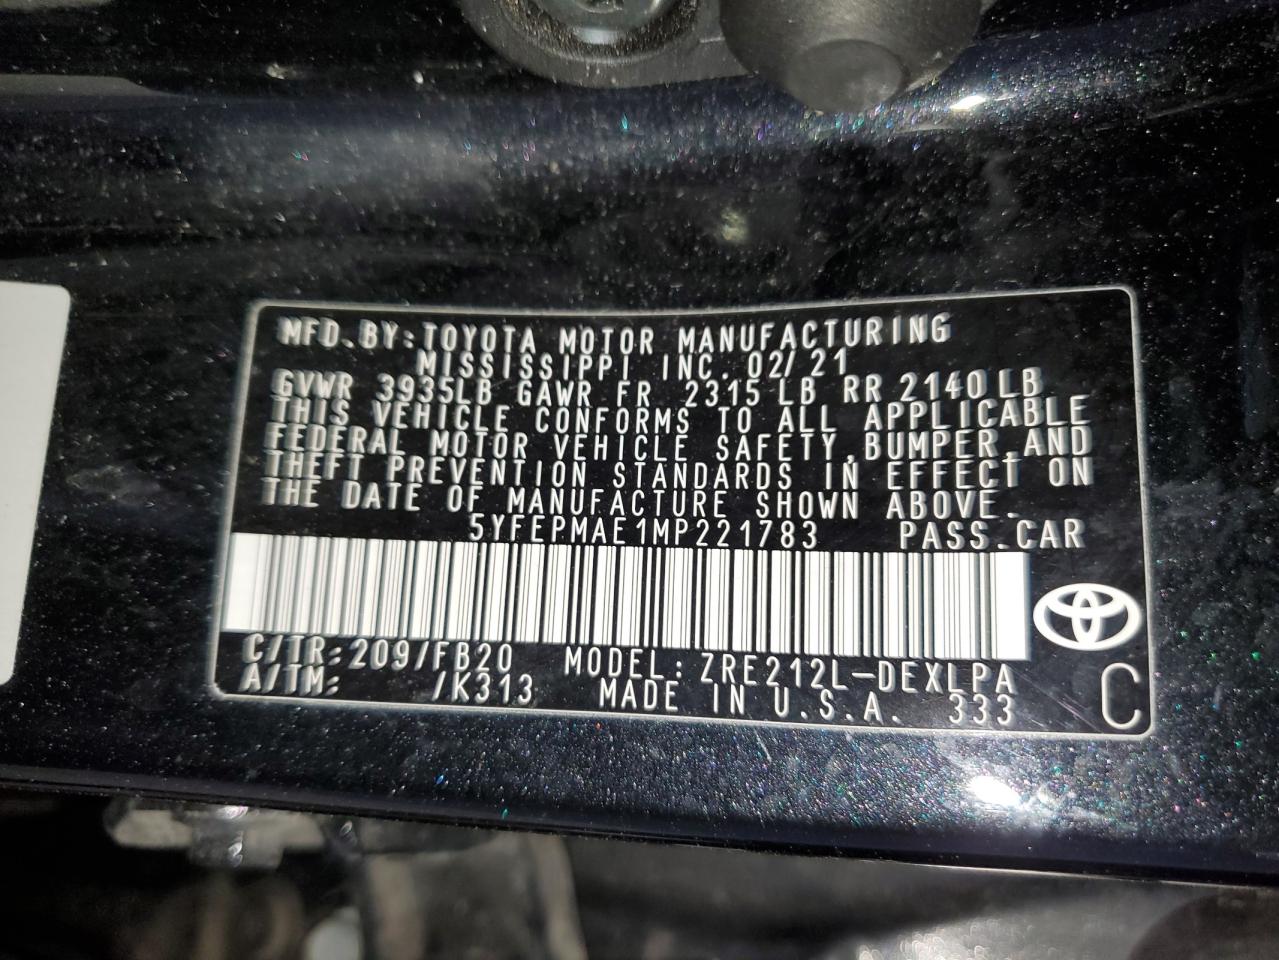 MFD.BY:TOYOTA MOTOR MANUFACTURING
MISSISSIPPI INC. 02/21
GVWR 3935LB GAWR FR 2315 LB RR 2140LB
THIS VEHICLE CONFORMS TO ALL APPLICABLE
FEDERAL MOTOR VEHICLE SAFETY,BUMPER,AND
THEFT PREVENTION STANDARDS IN EFFECT ON
THE DATE OF MANUFACTURE SHOWN ABOVE.
5YFEPMAE1MP221783 PASS.CAR
C/TR:209/FB20 MODEL:ZRE212L-DEXLPA
A/TM: /K313 MADE IN U.S.A. 333
C